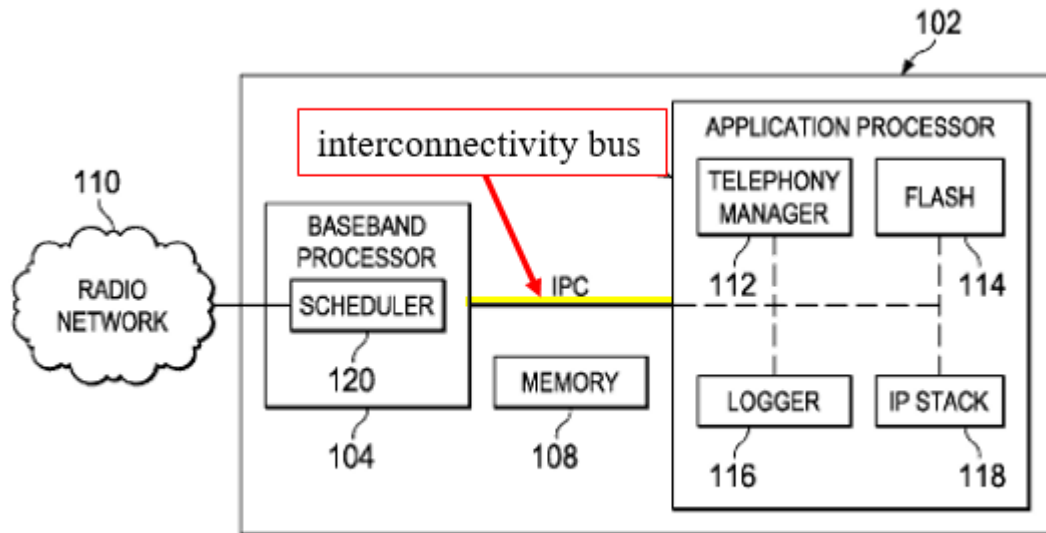 102
interconnectivity bus
APPLICATION PROCESSOR
110
TELEPHONY
MANAGER
FLASH
BASEBAND
PROCESSOR
RADIO
NETWORK
SCHEDULER
IPC
112
114
120
MEMORY
LOGGER
IP STACK
104
108
116
118